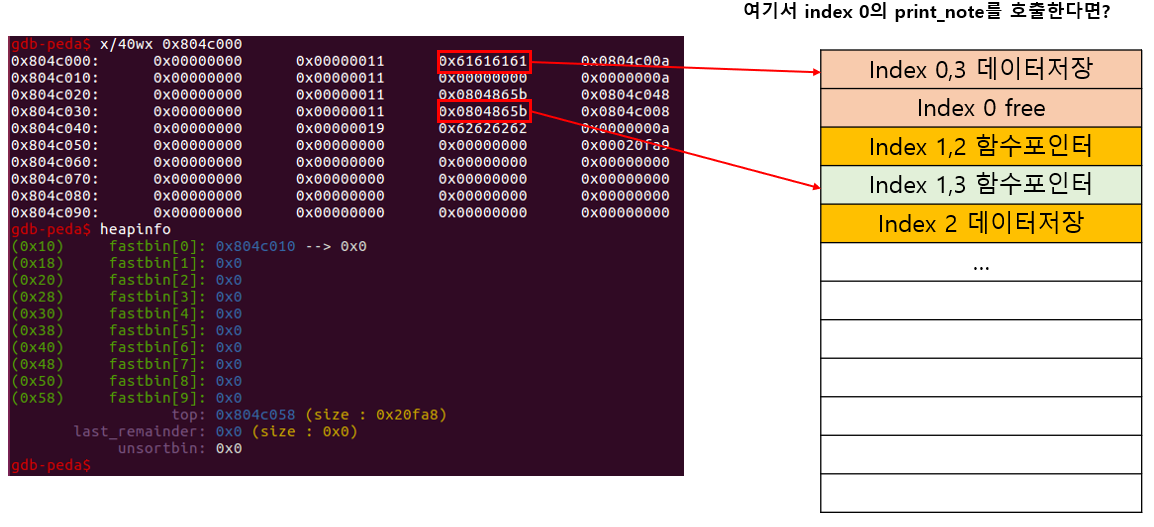 여기서 index 0의 print_note를 호출한다면?
gdb-peda$ x/40wx 0x804c000
0x804c000: 0x00000000 0x00000011 0x61616161 0x0804c00a
0x804c010: 0x00000000 0x00000011 0x00000000 0x0000000a
0x804c020: 0x00000000 0x00000011 0x0804865b 0x0804c048
0x804c030: 0x00000000 0x00000011 0x0804865b 0x0804c008
0x804c040: 0x00000000 0x00000019 0x62626262 0x0000000a
0x804c050: 0x00000000 0x00000000 0x00000000 0x00020fa9
0x804c060: 0x00000000 0x00000000 0x00000000 0x00000000
0x804c070: 0x00000000 0x00000000 0x00000000 0x00000000
0x804c080: 0x00000000 0x00000000 0x00000000 0x00000000
0x804c090: 0x00000000 0x00000000 0x00000000 0x00000000
gdb-peda$ heapinfo
(0x10) fastbin[0]: 0x804c010 --> 0x0
(0x18) fastbin[1]: 0x0
(0x20) fastbin[2]: 0x0
(0x28) fastbin[3]: 0x0
(0x30) fastbin[4]: 0x0
(0x38) fastbin[5]: 0x0
(0x40) fastbin[6]: 0x0
(0x48) fastbin[7]: 0x0
(0x50) fastbin[8]: 0x0
(0x58) fastbin[9]: 0x0
top: 0x804c058 (size : 0x20fa8)
last_remainder: 0x0 (size : 0x0)
unsortbin: 0x0
gdb-peda$
Index 0,3 데이터저장
Index 0 free
Index 1,2 함수포인터
Index 1,3 함수포인터
Index 2 데이터저장
...